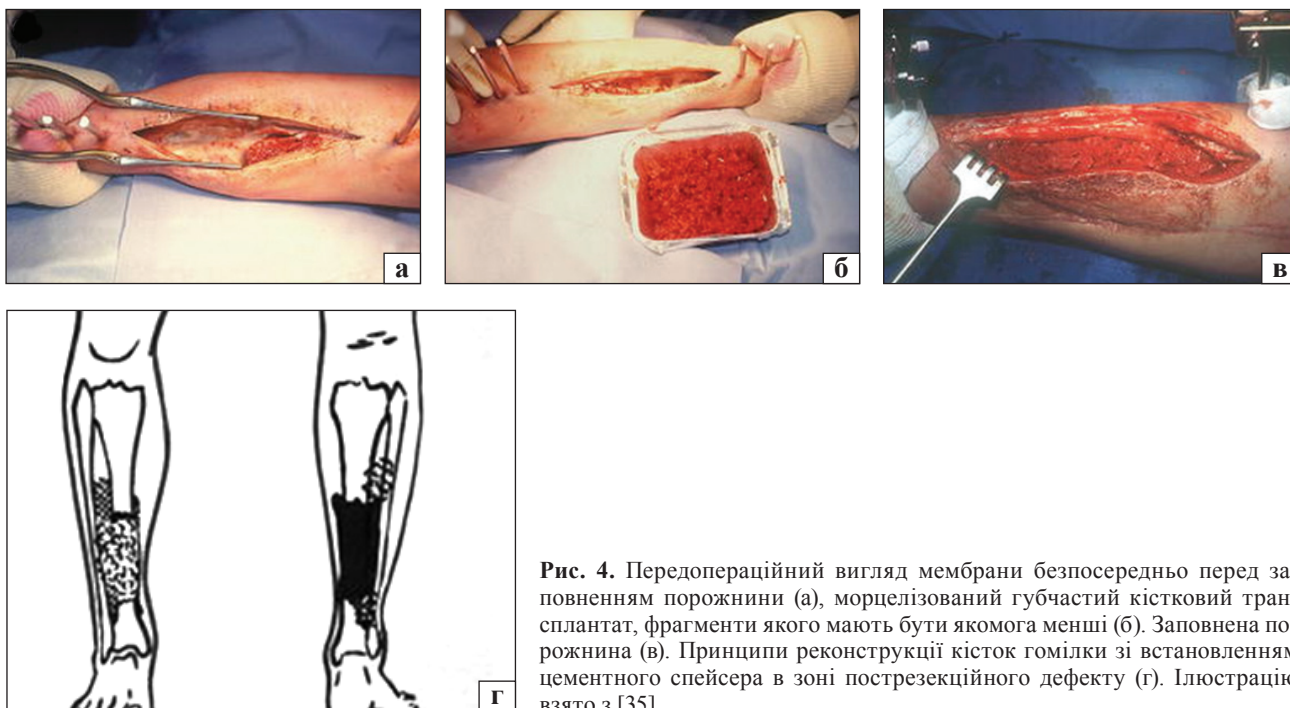 а
б
в
г
Рис. 4. Передопераційний вигляд мембрани безпосередньо перед за-
повненням порожнини (а), морцелізований губчастий кістковий тран-
сплантат, фрагменти якого мають бути якомога менші (б). Заповнена по-
рожнина (в). Принципи реконструкції кісток гомілки зі встановленням
цементного спейсера в зоні пострезекційного дефекту (г). Ілюстрацію
взято з [35]